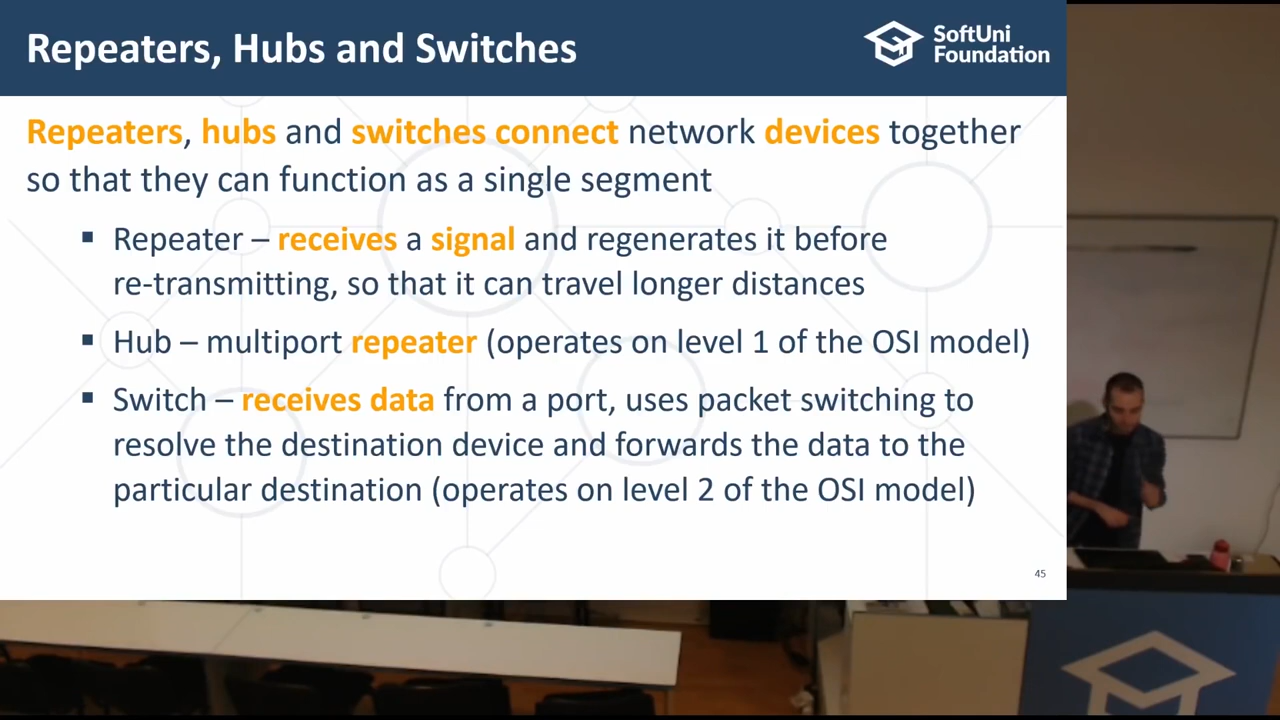 Repeaters, Hubs and Switches
SoftUni
Foundation
Repeaters, hubs and switches connect network devices together
so that they can function as a single segment
▪ Repeater – receives a signal and regenerates it before
re-transmitting, so that it can travel longer distances
▪ Hub – multiport repeater (operates on level 1 of the OSI model)
▪ Switch – receives data from a port, uses packet switching to
resolve the destination device and forwards the data to the
particular destination (operates on level 2 of the OSI model)
45